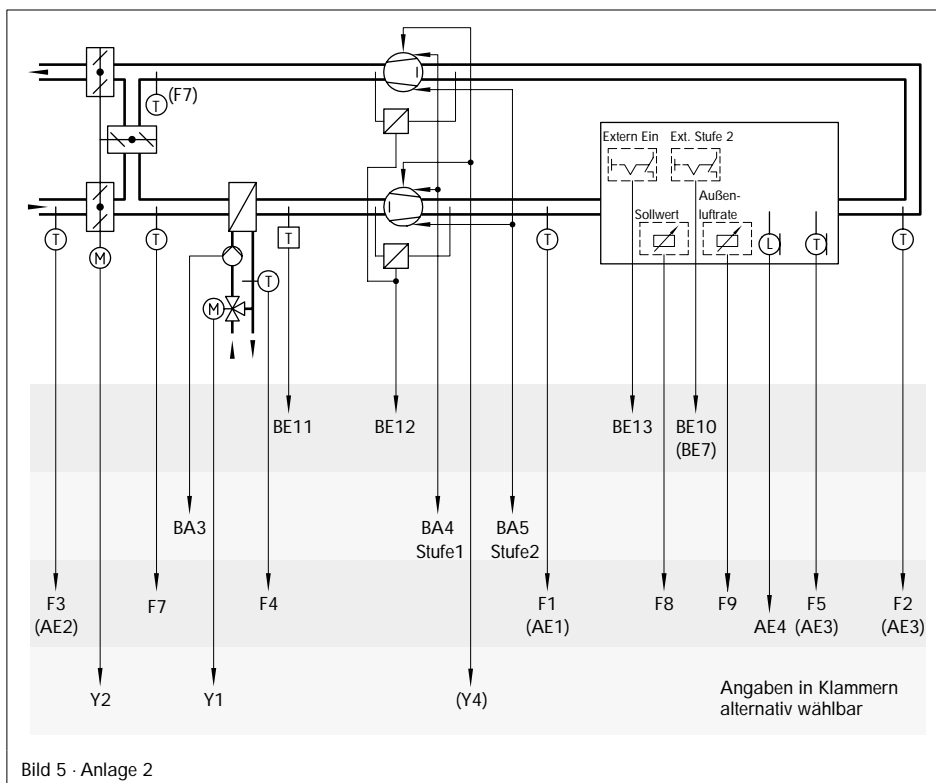 (F7)
T
Extern Ein
Ext. Stufe 2
Außen-
luftrate
Sollwert
T
M
T
T
T
M
T
L
T
T
BE11
BE12
BE13
BE10
(BE7)
BA3
BA4
Stufe1
BA5
Stufe2
F3
(AE2)
F7
F4
F1
(AE1)
F8
F9
AE4
F5
(AE3)
F2
(AE3)
Y2
Y1
(Y4)
Angaben in Klammern
alternativ wählbar
Bild 5 · Anlage 2